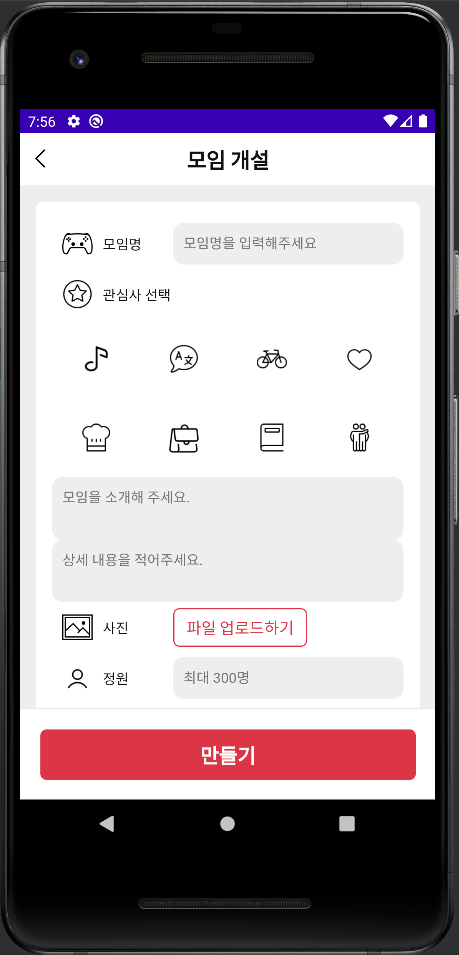 7:56
모임 개설
모임명
모임명을 입력해주세요
관심사 선택
A 文
모임을 소개해 주세요.
상세 내용을 적어주세요.
사진
파일 업로드하기
정원
최대 300명
만들기